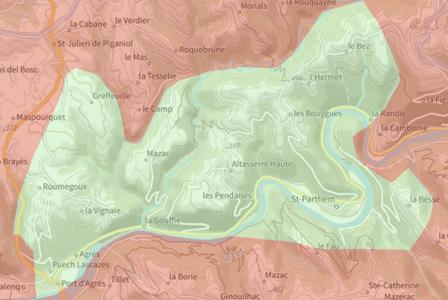 Monals
la Rouquayrie
la Cabane
le Verdier
St-Julien de Piganiol
Roquebrune
le Bez
le Mas
as del Bosc
la Tesselie
l'Hermet
Greffeuille
le Camp
Maspourquet
les Bouygues
la Randie
la Cambonie
Mazac
Brayès
Altasserre Haute
Roumegoux
les Pendaries
St-Parthem
la Besse
la Vignale
la Gouffie
le Fau
Agrès
Puech Lascazes
Port d'Agrès
Tillet
la Borie
Mazac
Ste-Catherine
Ginouilhac
Mazerac